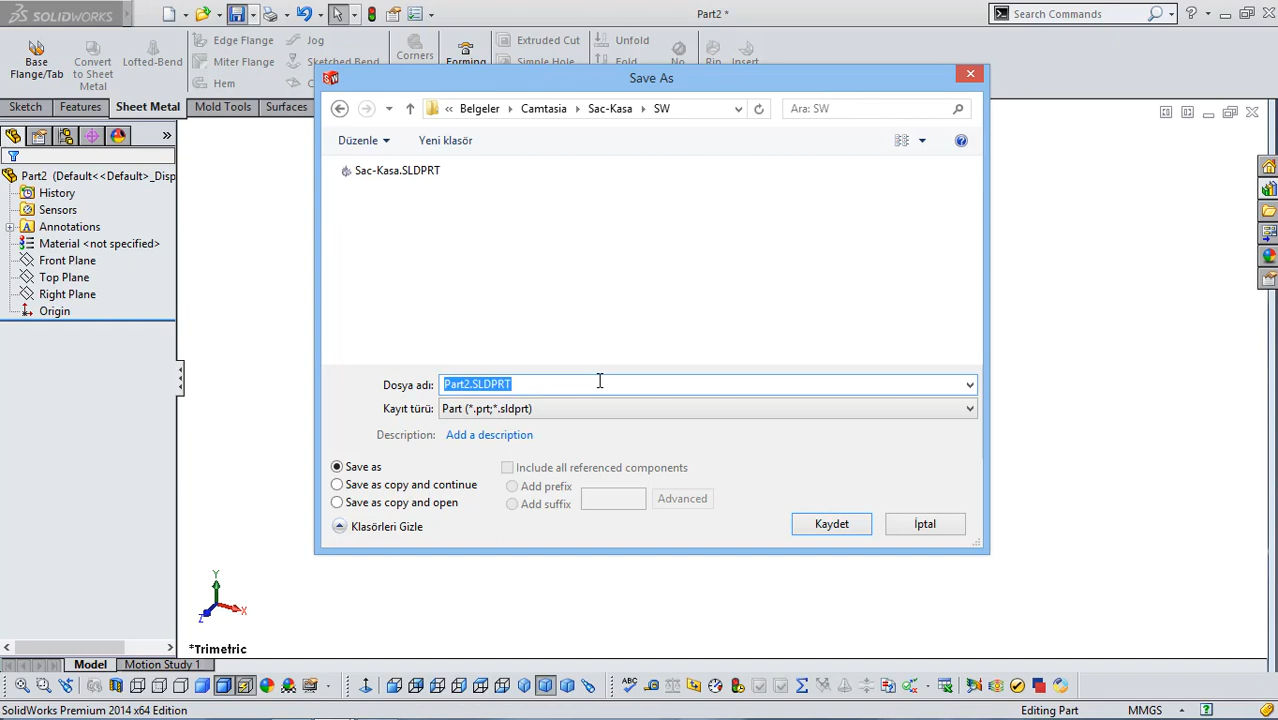 SOLIDWORKS
Part2 *
Search Commands
Base Flange/Tab
Convert to Sheet Metal
Lofted-Bend
Edge Flange
Miter Flange
Hem
Jog
Sketched Bend
Corners
Forming
Extruded Cut
Simple Hole
Unfold
Fold
No
Rip
Insert
Sketch
Features
Sheet Metal
Mold Tools
Surfaces
Part2 (Default<<Default>_Disp
History
Sensors
Annotations
Material <not specified>
Front Plane
Top Plane
Right Plane
Origin
Save As
« Belgeler Camtasia Sac-Kasa SW
Ara: SW
Düzenle
Yeni klasör
Sac-Kasa.SLDPRT
Dosya adı: Part2.SLDPRT
Kayıt türü: Part (*.prt;*.sldprt)
Description: Add a description
Save as
Save as copy and continue
Save as copy and open
Include all referenced components
Add prefix
Add suffix
Advanced
Klasörleri Gizle
Kaydet
İptal
Y
X
Z
*Trimetric
Model
Motion Study 1
SolidWorks Premium 2014 x64 Edition
Editing Part
MMGS